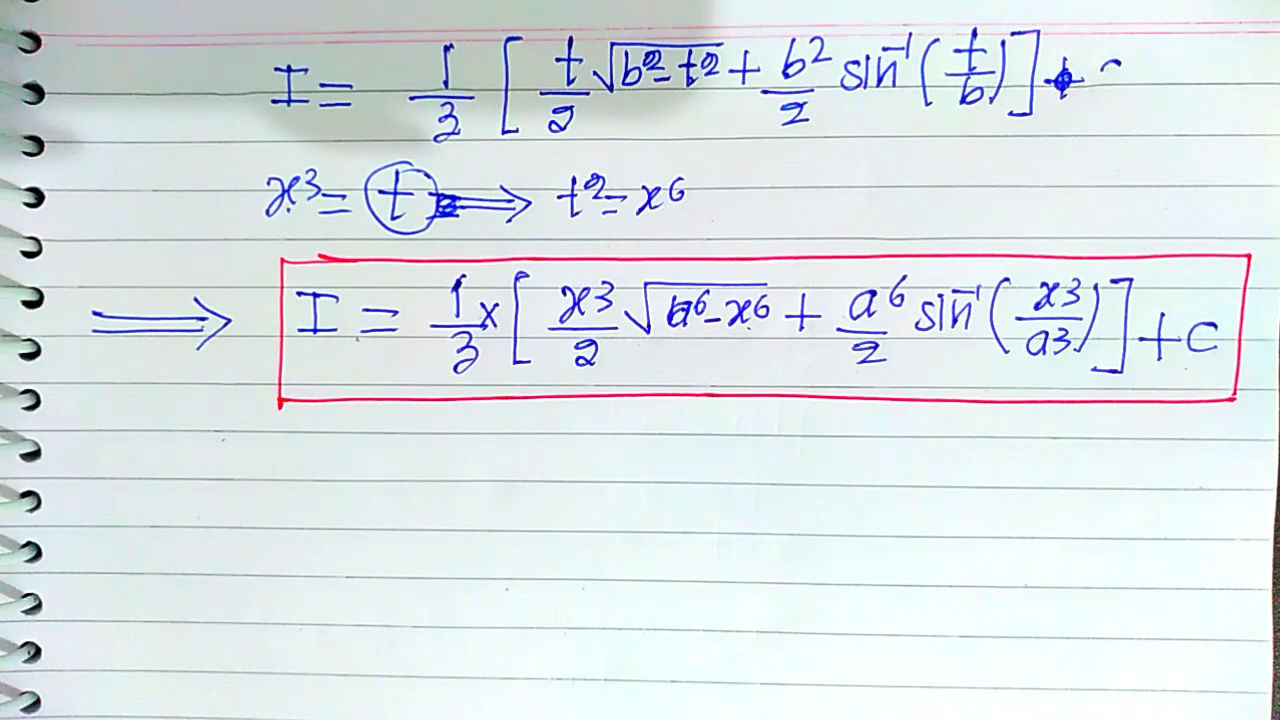 I = 1/3 [ t/2 √(b²-t²) + b²/2 sin⁻¹ (t/b) ] +
x³ = t ⟹ t² = x⁶
⟹ I = 1/3 × [ x³/2 √(a⁶-x⁶) + a⁶/2 sin⁻¹ (x³/a³) ] + C